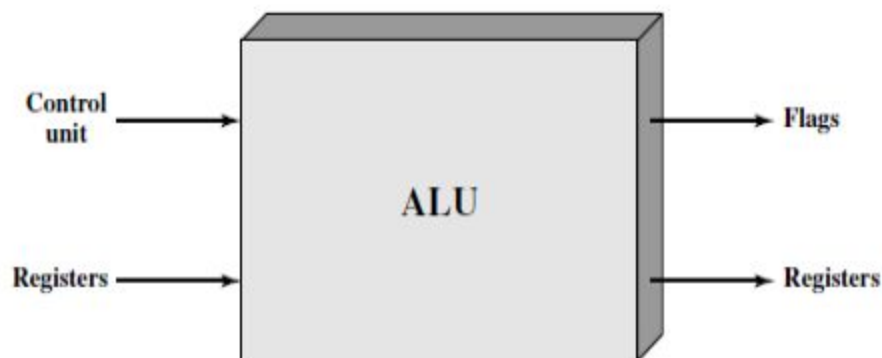 Control
unit
Flags
ALU
Registers
Registers